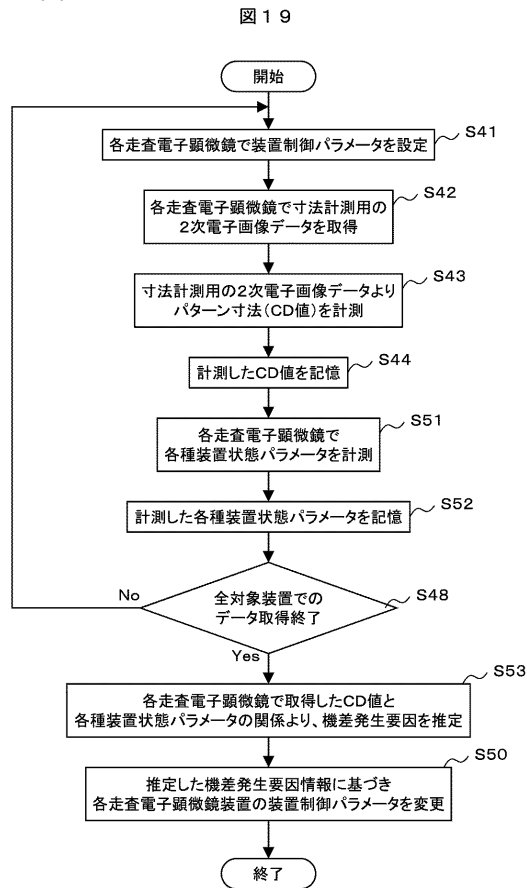 図１９
開始
各走査電子顕微鏡で装置制御パラメータを設定
S41
各走査電子顕微鏡で寸法計測用の
２次電子画像データを取得
S42
寸法計測用の２次電子画像データより
パターン寸法（CD値）を計測
S43
計測したCD値を記憶
S44
各走査電子顕微鏡で
各種装置状態パラメータを計測
S51
計測した各種装置状態パラメータを記憶
S52
全対象装置での
データ取得終了
S48
No
Yes
各走査電子顕微鏡で取得したCD値と
各種装置状態パラメータの関係より、機差発生要因を推定
S53
推定した機差発生要因情報に基づき
各走査電子顕微鏡装置の装置制御パラメータを変更
S50
終了